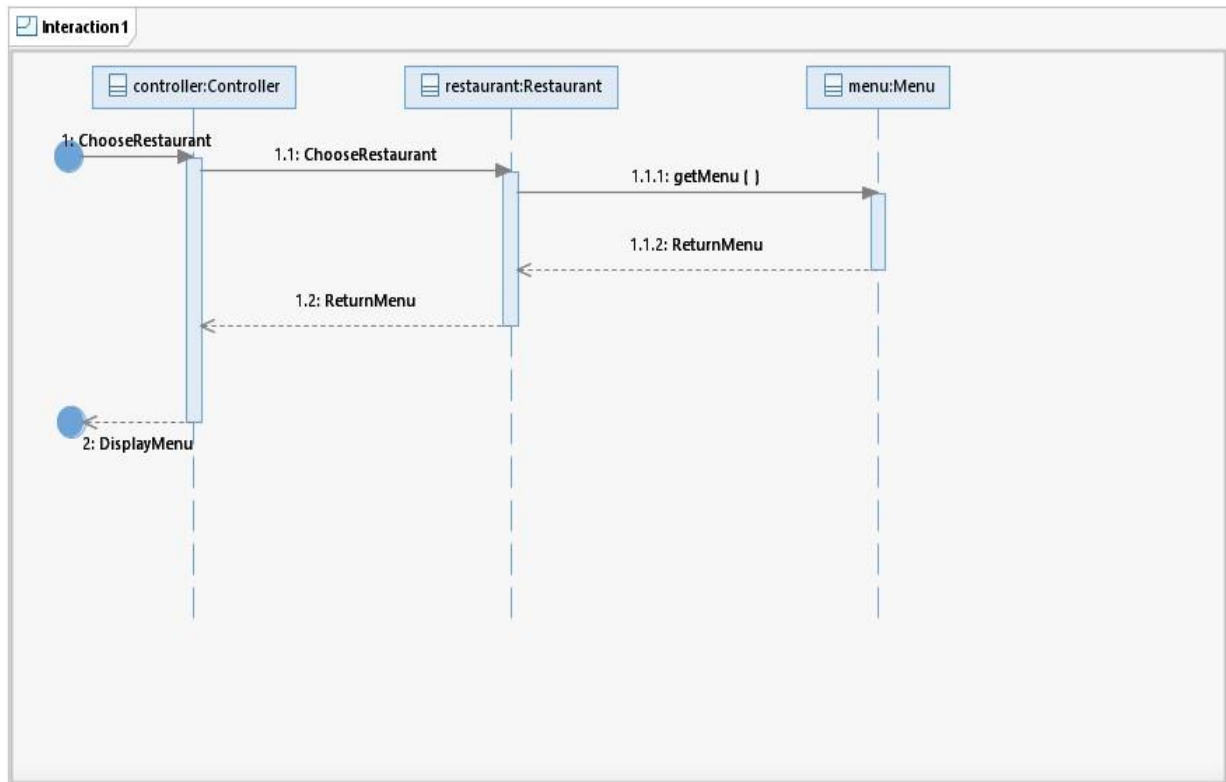 Interaction1
controller:Controller
restaurant:Restaurant
menu:Menu
1: ChooseRestaurant
1.1: ChooseRestaurant
1.1.1: getMenu ( )
1.1.2: ReturnMenu
1.2: ReturnMenu
2: DisplayMenu